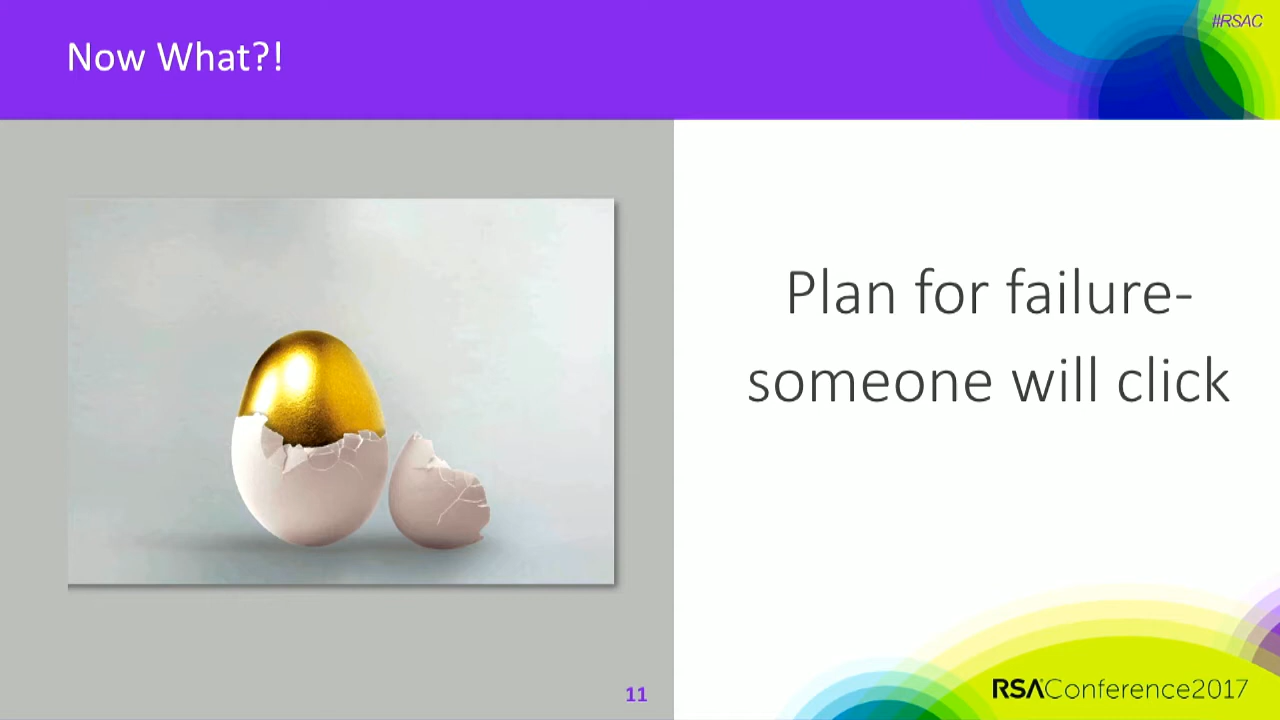 #RSAC
Now What?!
Plan for failure-
someone will click
11
RSAConference2017